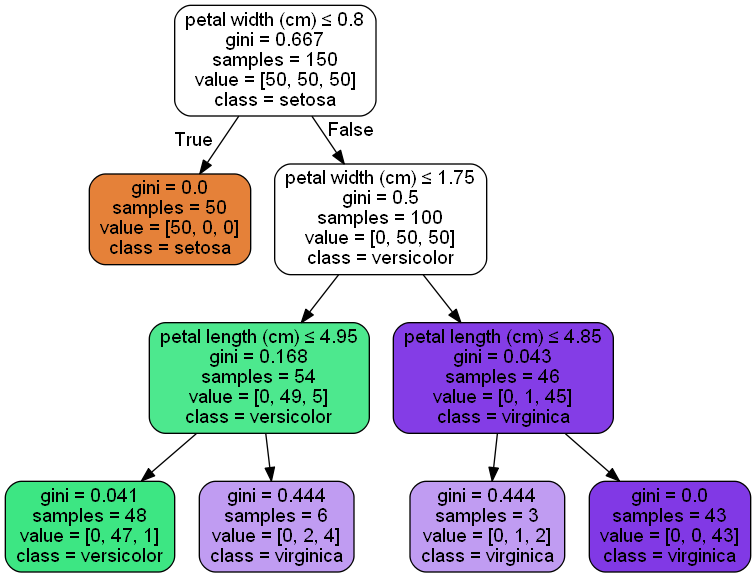 petal width (cm) ≤ 0.8
gini = 0.667
samples = 150
value = [50, 50, 50]
class = setosa
True
False
gini = 0.0
samples = 50
value = [50, 0, 0]
class = setosa
petal width (cm) ≤ 1.75
gini = 0.5
samples = 100
value = [0, 50, 50]
class = versicolor
petal length (cm) ≤ 4.95
gini = 0.168
samples = 54
value = [0, 49, 5]
class = versicolor
petal length (cm) ≤ 4.85
gini = 0.043
samples = 46
value = [0, 1, 45]
class = virginica
gini = 0.041
samples = 48
value = [0, 47, 1]
class = versicolor
gini = 0.444
samples = 6
value = [0, 2, 4]
class = virginica
gini = 0.444
samples = 3
value = [0, 1, 2]
class = virginica
gini = 0.0
samples = 43
value = [0, 0, 43]
class = virginica